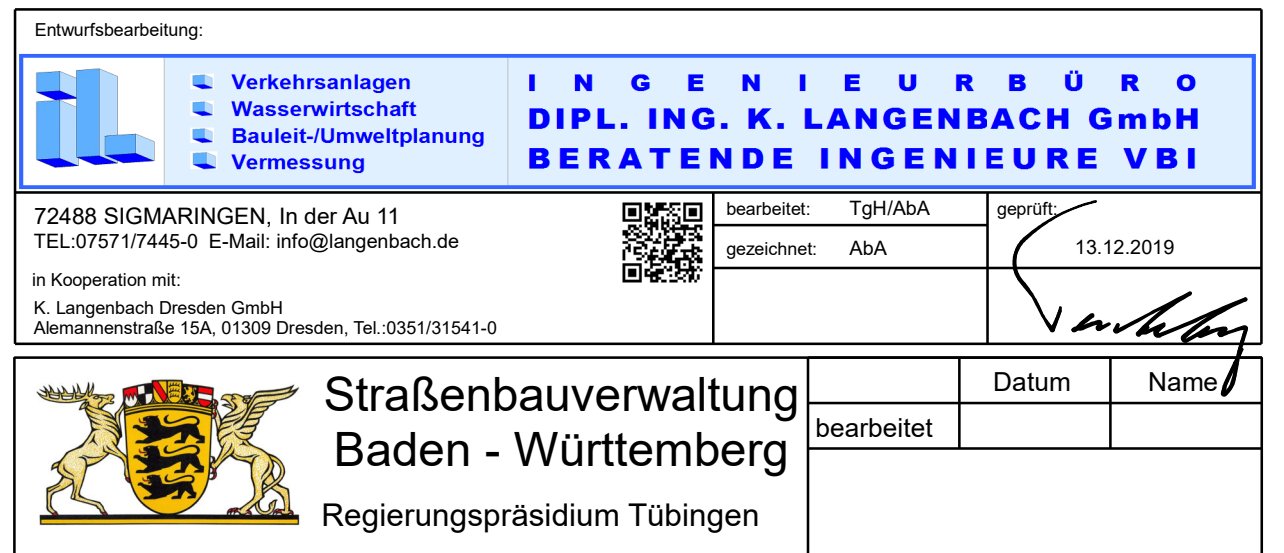 Entwurfsbearbeitung:
Verkehrsanlagen
Wasserwirtschaft
Bauleit-/Umweltplanung
Vermessung
INGENIEURBÜRO
DIPL. ING. K. LANGENBACH GmbH
BERATENDE INGENIEURE VBI
72488 SIGMARINGEN, In der Au 11
TEL:07571/7445-0 E-Mail: info@langenbach.de
in Kooperation mit:
K. Langenbach Dresden GmbH
Alemannenstraße 15A, 01309 Dresden, Tel.:0351/31541-0
bearbeitet: TgH/AbA
gezeichnet: AbA
geprüft:
13.12.2019
Straßenbauverwaltung
Baden - Württemberg
Regierungspräsidium Tübingen
Datum Name
bearbeitet